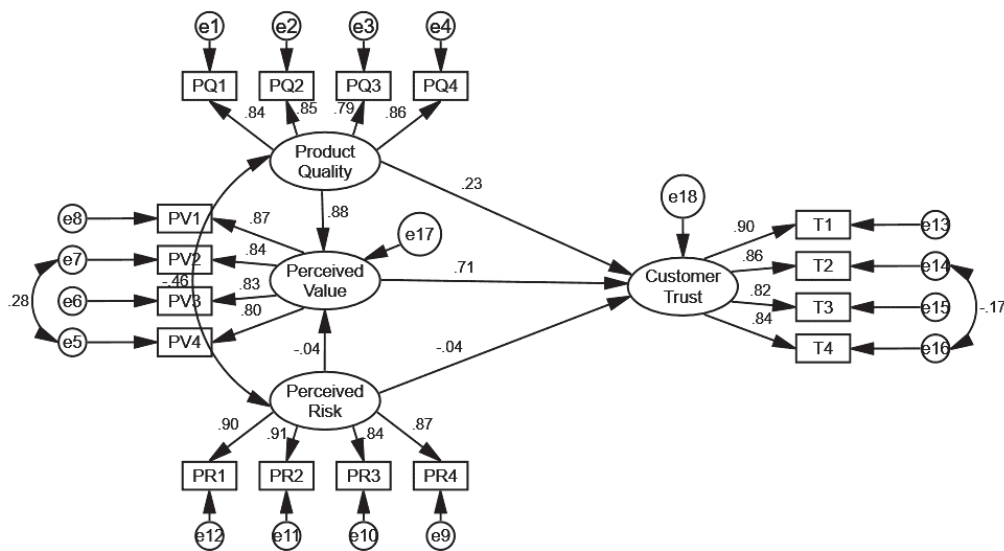 e1 e2 e3 e4
PQ1 PQ2 PQ3 PQ4
.84 .85 .79 .86
Product
Quality
.23
e18
e8 PV1 .87 .88 e17 .90 T1 e13
e7 PV2 .84 .86 T2 e14
Perceived
Value
.71
Customer
Trust
-.46
.28 e6 PV3 .83 .82 T3 e15 -.17
e5 PV4 .80 .84 T4 e16
-.04 -.04
Perceived
Risk
.90 .91 .84 .87
PR1 PR2 PR3 PR4
e12 e11 e10 e9